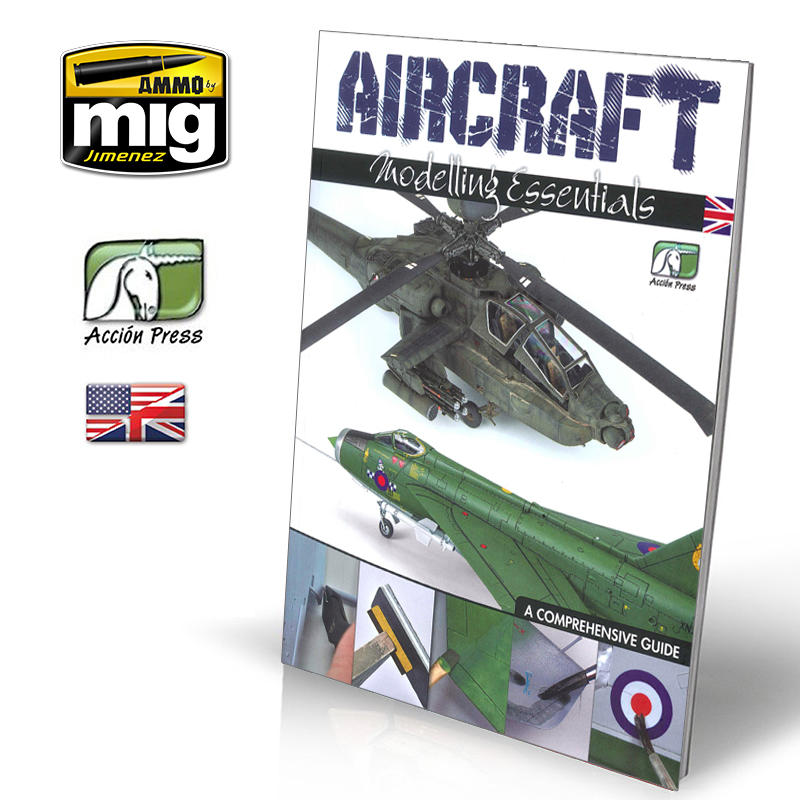 AMMO by
mig
Jimenez
Acción Press
AIRCRAFT
Modelling Essentials
Acción Press
A COMPREHENSIVE GUIDE